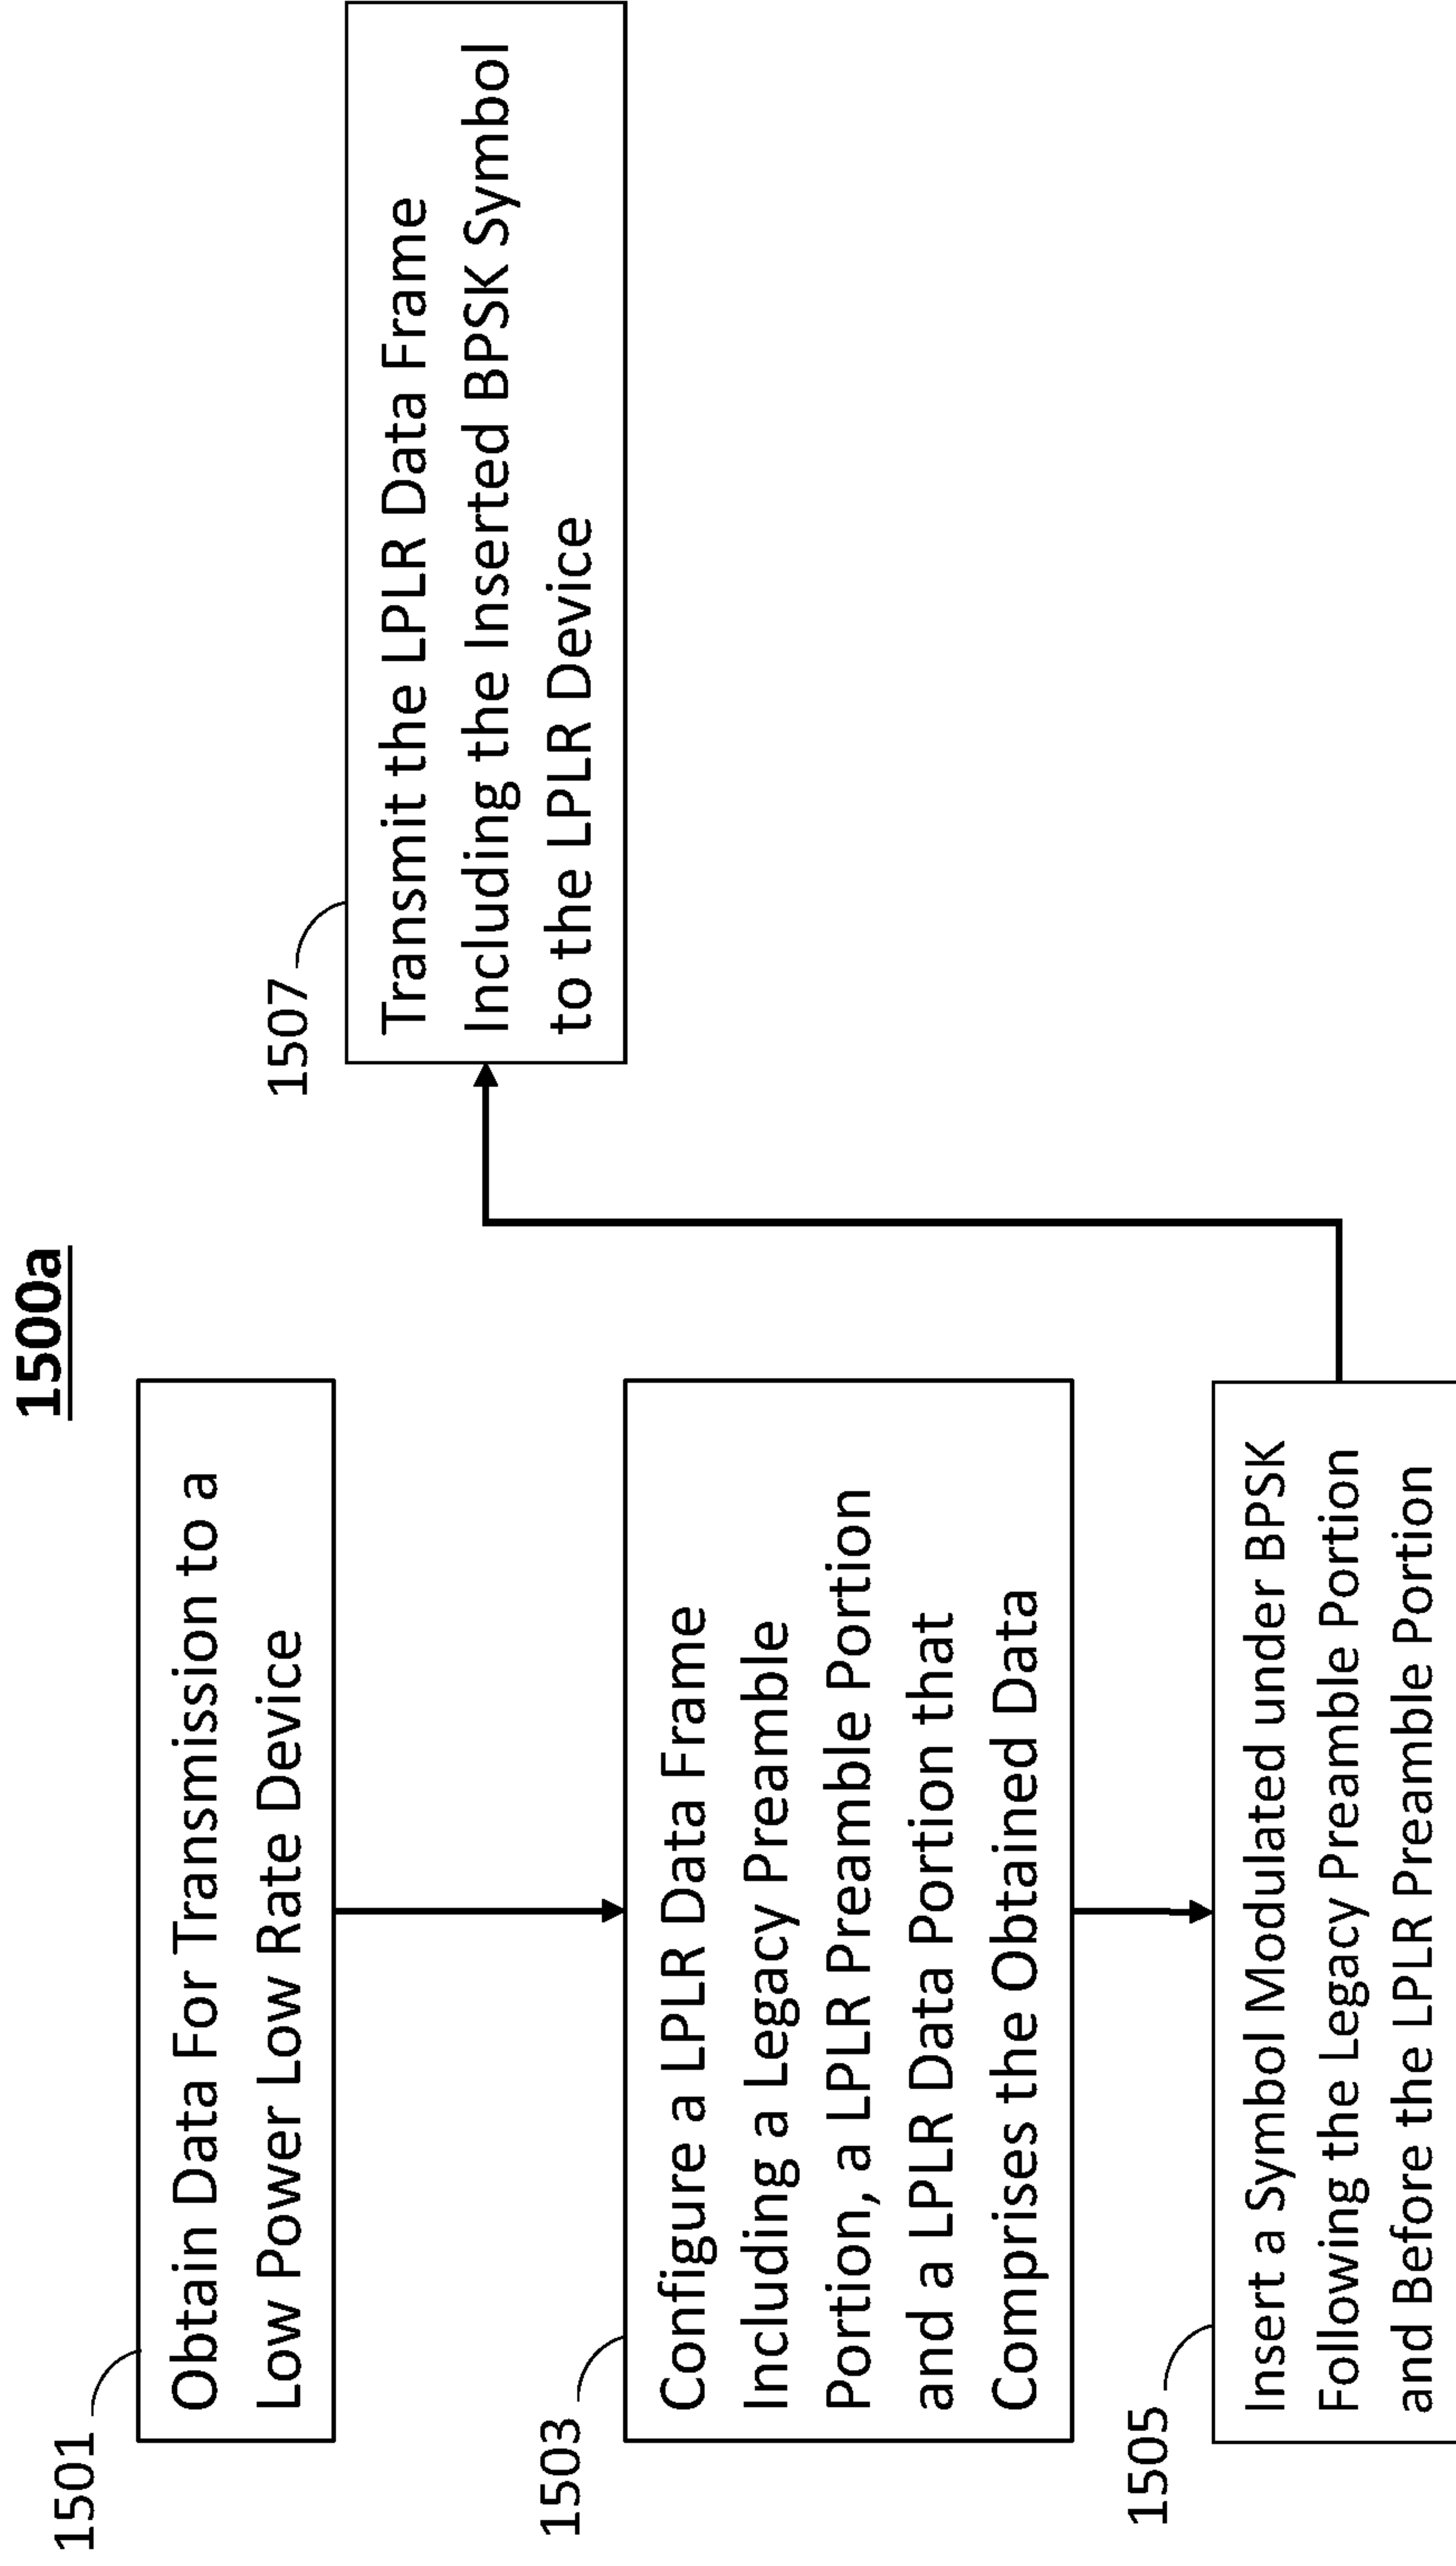 1500a
1501
Obtain Data For Transmission to a
Low Power Low Rate Device
1503
Configure a LPLR Data Frame
Including a Legacy Preamble
Portion, a LPLR Preamble Portion
and a LPLR Data Portion that
Comprises the Obtained Data
1505
Insert a Symbol Modulated under BPSK
Following the Legacy Preamble Portion
and Before the LPLR Preamble Portion
1507
Transmit the LPLR Data Frame
Including the Inserted BPSK Symbol
to the LPLR Device